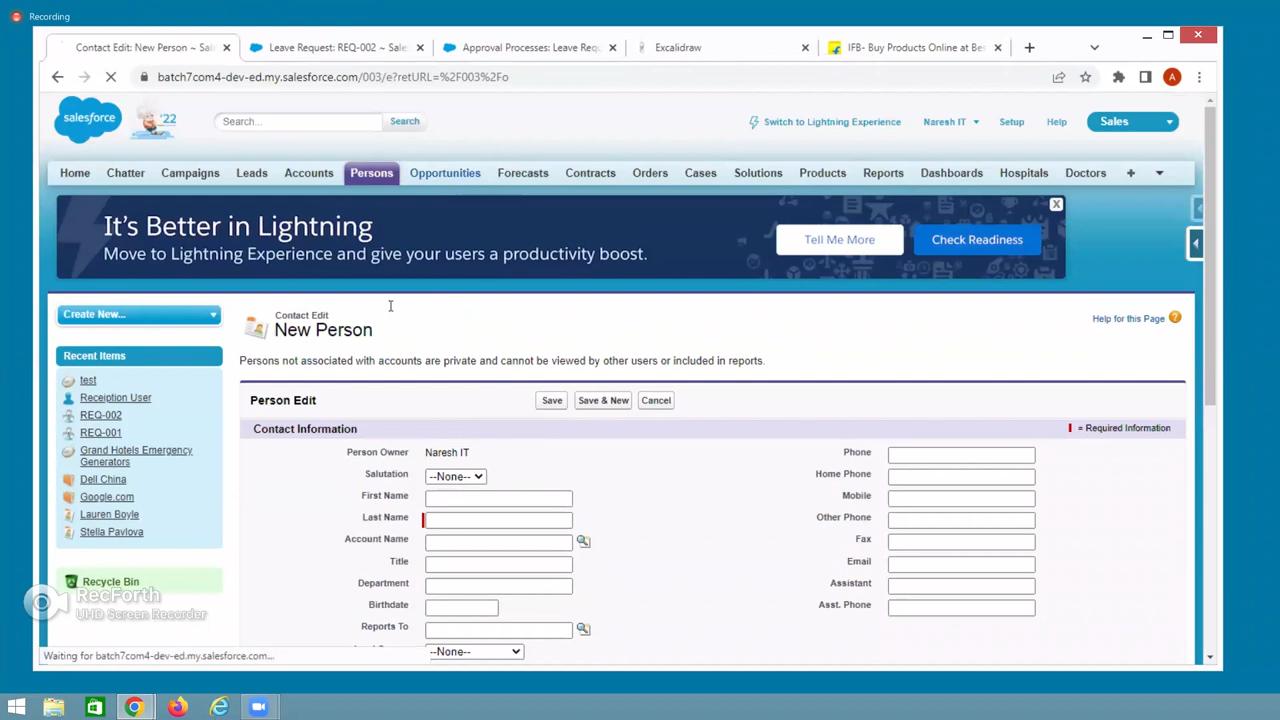 Recording
Contact Edit: New Person ~ Sal
Leave Request: REQ-002 ~ Sale
Approval Processes: Leave Req
Excalidraw
IFB- Buy Products Online at Be
batch7com4-dev-ed.my.salesforce.com/003/e?retURL=%2F003%2Fo
A
salesforce
'22
Search...
Search
Switch to Lightning Experience
Naresh IT
Setup
Help
Sales
Home
Chatter
Campaigns
Leads
Accounts
Persons
Opportunities
Forecasts
Contracts
Orders
Cases
Solutions
Products
Reports
Dashboards
Hospitals
Doctors
It's Better in Lightning
Move to Lightning Experience and give your users a productivity boost.
Tell Me More
Check Readiness
X
Create New...
Recent Items
test
Receiption User
REQ-002
REQ-001
Grand Hotels Emergency
Generators
Dell China
Google.com
Lauren Boyle
Stella Pavlova
Recycle Bin
RecForth
UHD Screen Recorder
Contact Edit
New Person
Help for this Page
Persons not associated with accounts are private and cannot be viewed by other users or included in reports.
Person Edit
Save
Save & New
Cancel
Contact Information
= Required Information
Person Owner
Naresh IT
Salutation
--None--
First Name
Last Name
Account Name
Title
Department
Birthdate
Reports To
--None--
Phone
Home Phone
Mobile
Other Phone
Fax
Email
Assistant
Asst. Phone
Waiting for batch7com4-dev-ed.my.salesforce.com...